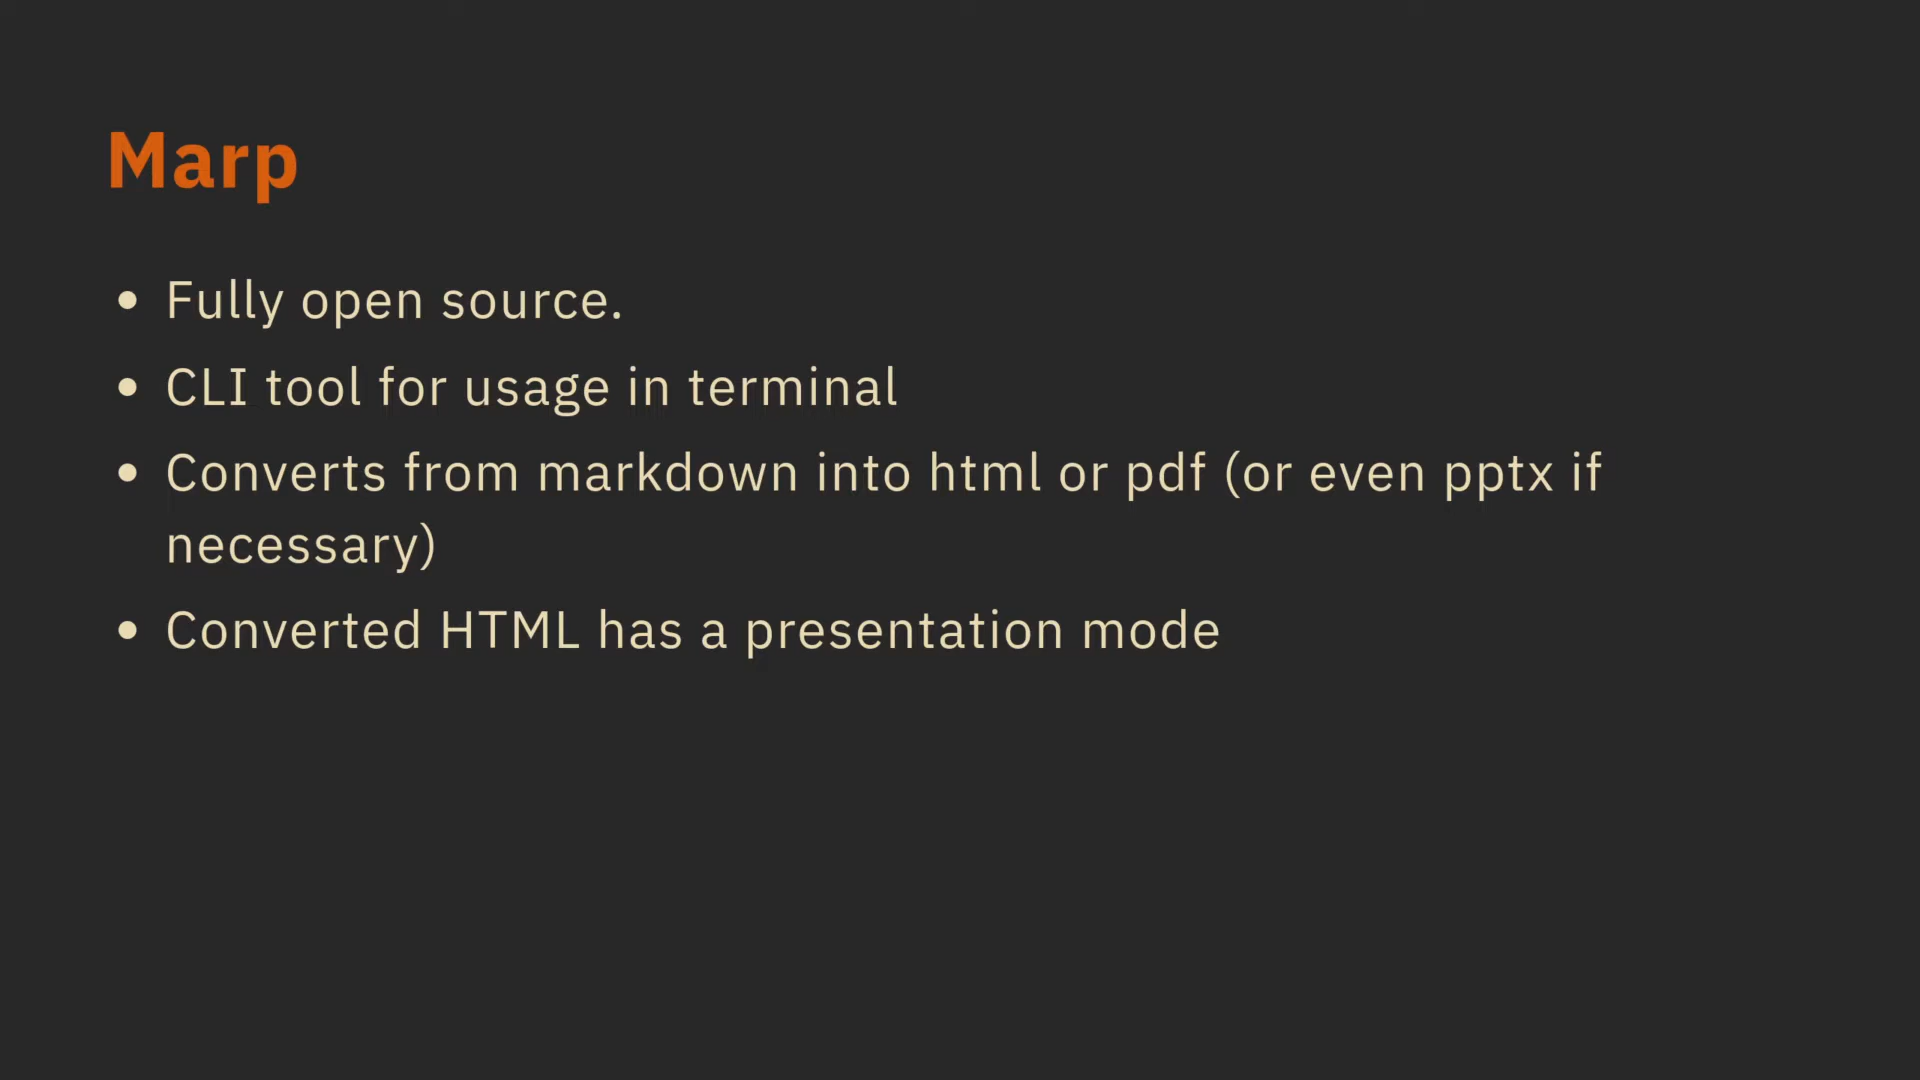 Marp
• Fully open source.
• CLI tool for usage in terminal
• Converts from markdown into html or pdf (or even pptx if
necessary)
• Converted HTML has a presentation mode